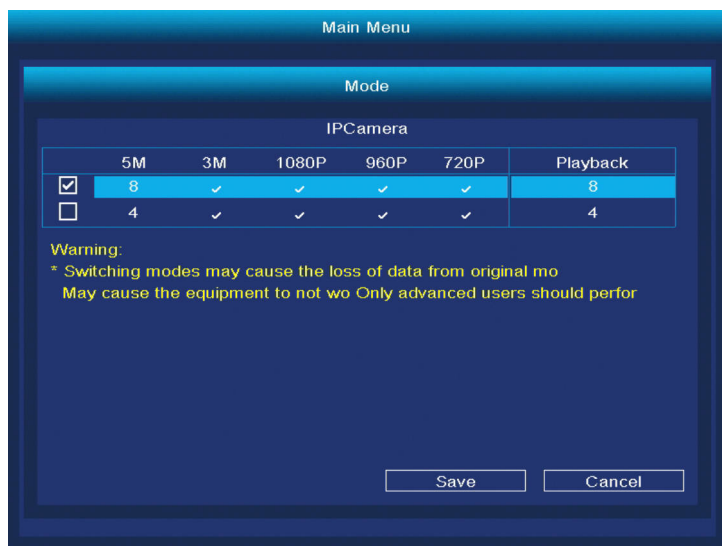 Main Menu
Mode
IPCamera
5M 3M 1080P 960P 720P Playback
8 8
4 4
Warning:
* Switching modes may cause the loss of data from original mo
May cause the equipment to not wo Only advanced users should perfor
Save Cancel